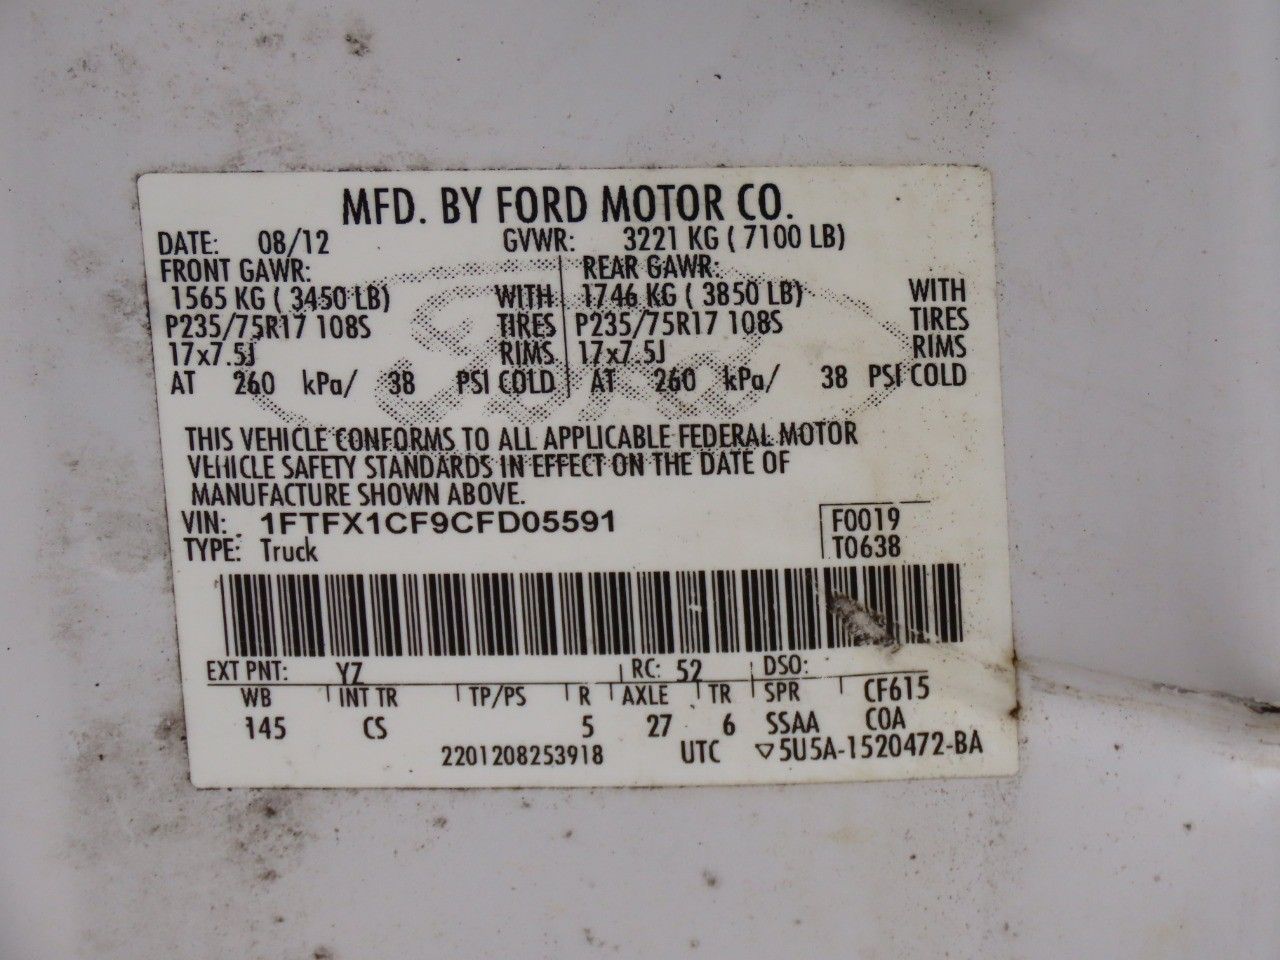 MFD. BY FORD MOTOR CO.
DATE: 08/12 GVWR: 3221 KG ( 7100 LB)
FRONT GAWR: REAR GAWR:
1565 KG ( 3450 LB) WITH 1746 KG ( 3850 LB) WITH
P235/75R17 108S TIRES P235/75R17 108S TIRES
17x7.5J RIMS 17x7.5J RIMS
AT 260 kPa/ 38 PSI COLD AT 260 kPa/ 38 PSI COLD
THIS VEHICLE CONFORMS TO ALL APPLICABLE FEDERAL MOTOR
VEHICLE SAFETY STANDARDS IN EFFECT ON THE DATE OF
MANUFACTURE SHOWN ABOVE.
VIN: 1FTFX1CF9CFD05591 F0019
TYPE: Truck T0638
EXT PNT: YZ RC: 52 DSO:
WB INT TR TP/PS R AXLE TR SPR CF615
145 CS 5 27 6 SSAA COA
2201208253918 UTC ▽5U5A-1520472-BA
Ford